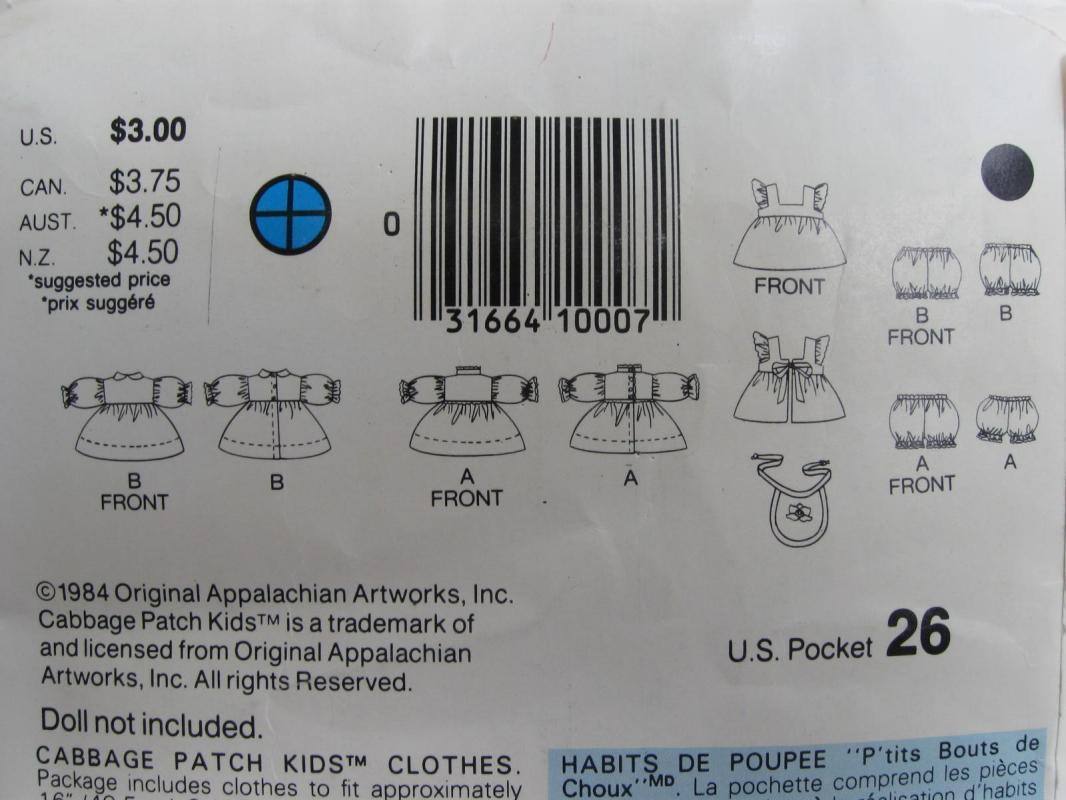 U.S. $3.00
CAN. $3.75
AUST. *$4.50
N.Z. $4.50
*suggested price
*prix suggéré
0
31664 10007
FRONT
B
FRONT
B
B
FRONT
B
A
FRONT
A
A
FRONT
A
©1984 Original Appalachian Artworks, Inc.
Cabbage Patch Kids™ is a trademark of
and licensed from Original Appalachian
Artworks, Inc. All rights Reserved.
U.S. Pocket 26
Doll not included.
CABBAGE PATCH KIDS™ CLOTHES.
Package includes clothes to fit approximately
HABITS DE POUPEE "P'tits Bouts de
Choux"MD. La pochette comprend les pièces
d'habits